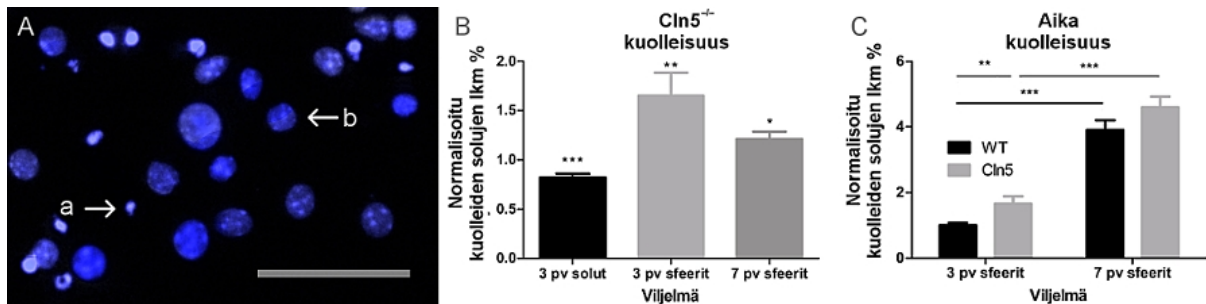 A
b
a
B
Cln5-/-
kuolleisuus
Normalisoitu
kuolleiden solujen lkm %
2.0
1.5
1.0
0.5
0.0
***
**
*
3 pv solut 3 pv sfeerit 7 pv sfeerit
Viljelmä
C
Aika
kuolleisuus
Normalisoitu
kuolleiden solujen lkm %
6
4
2
0
** ***
***
WT
Cln5
3 pv sfeerit 7 pv sfeerit
Viljelmä